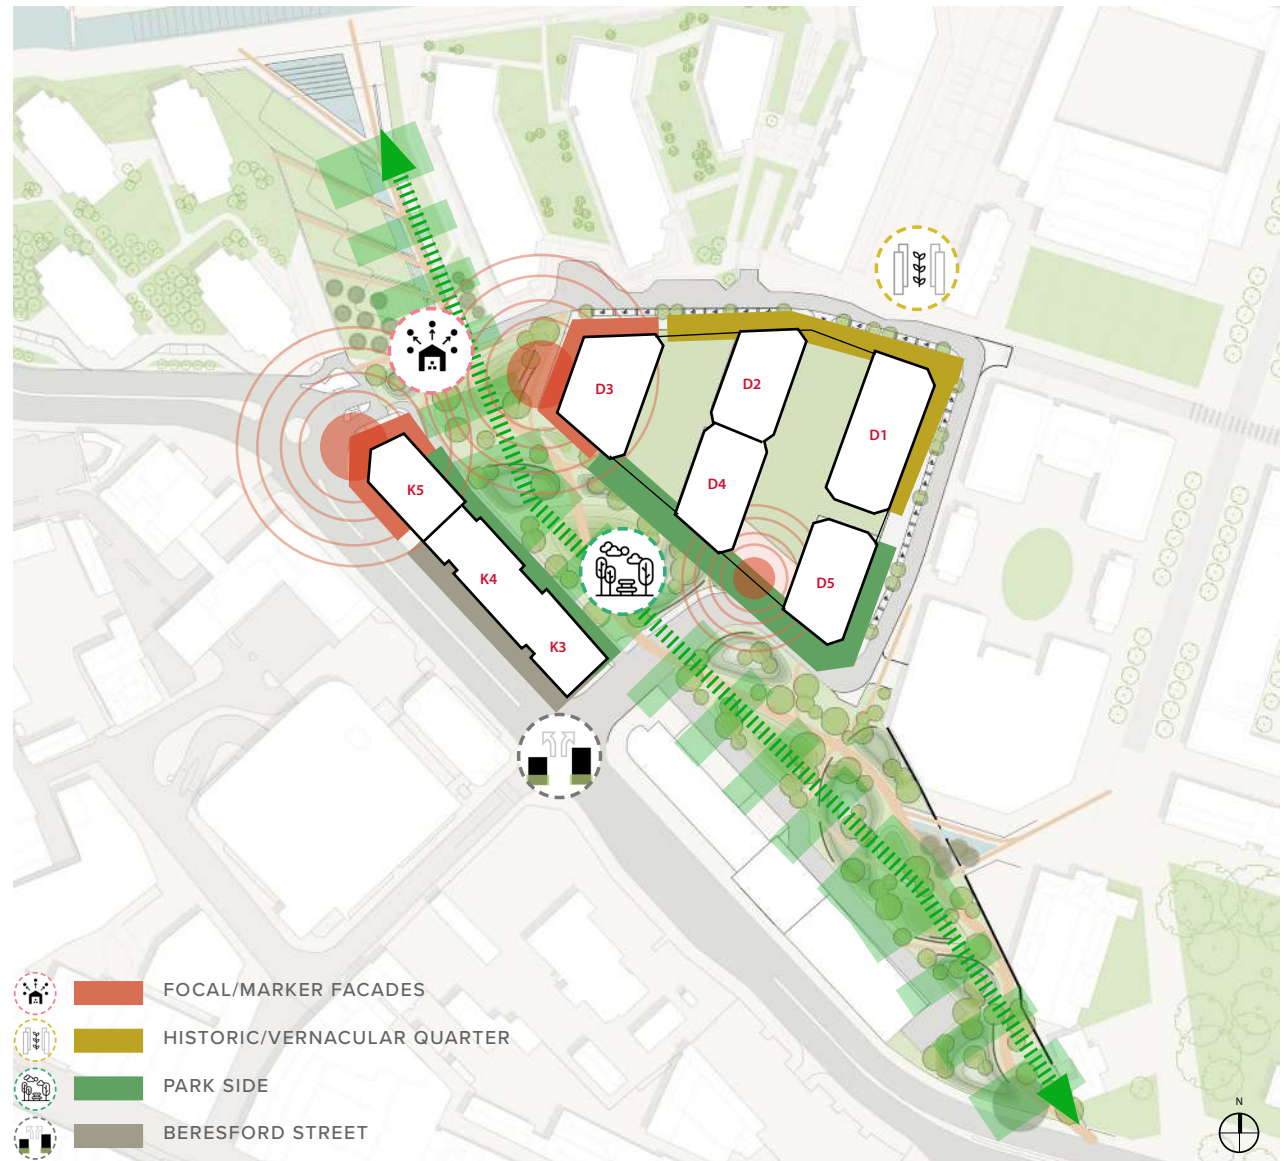 D3
D2
D1
D4
K5
D5
K4
K3
FOCAL/MARKER FACADES
HISTORIC/VERNACULAR QUARTER
PARK SIDE
BERESFORD STREET
N